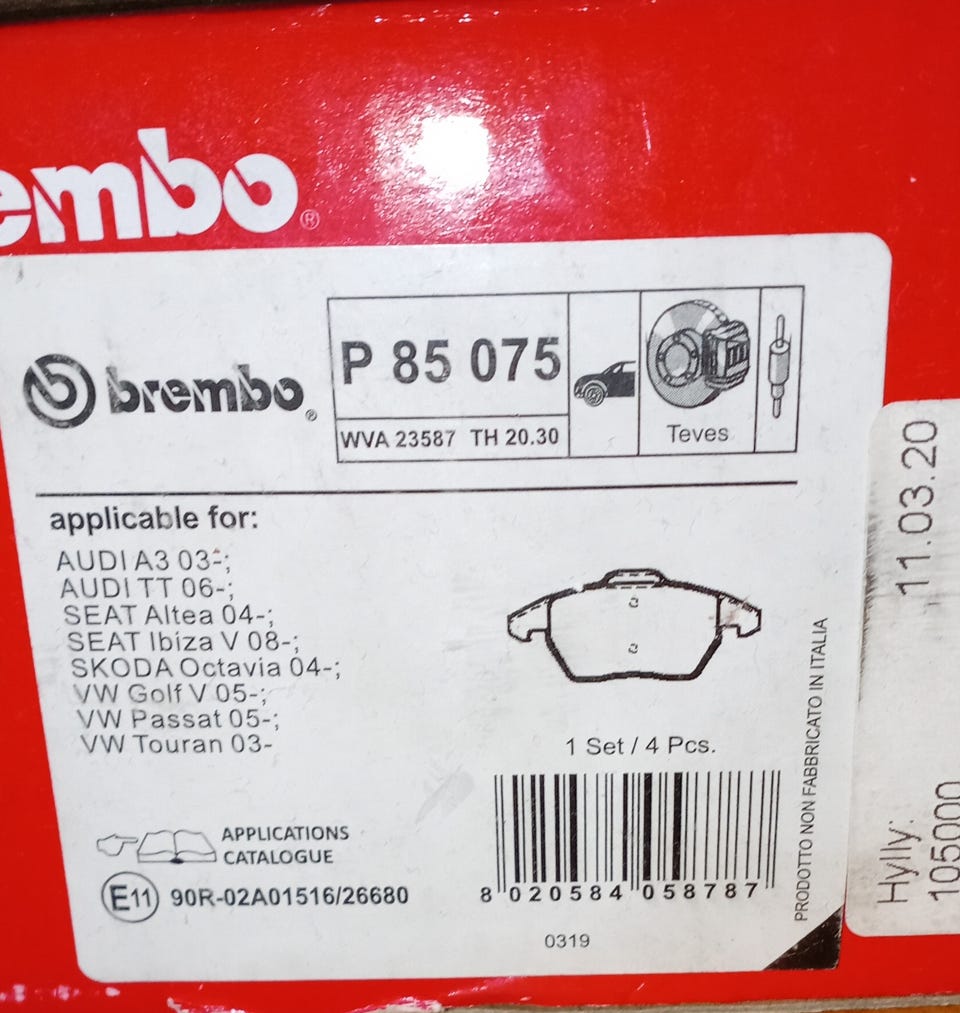 embo®
brembo®
P 85 075
WVA 23587 TH 20.30
Teves
applicable for:
AUDI A3 03-;
AUDI TT 06-;
SEAT Altea 04-;
SEAT Ibiza V 08-;
SKODA Octavia 04-;
VW Golf V 05-;
VW Passat 05-;
VW Touran 03-
1 Set / 4 Pcs.
APPLICATIONS
CATALOGUE
E11 90R-02A01516/26680
8 020584 058787
0319
PRODOTTO NON FABBRICATO IN ITALIA
11.03.20
Hylly:
105000